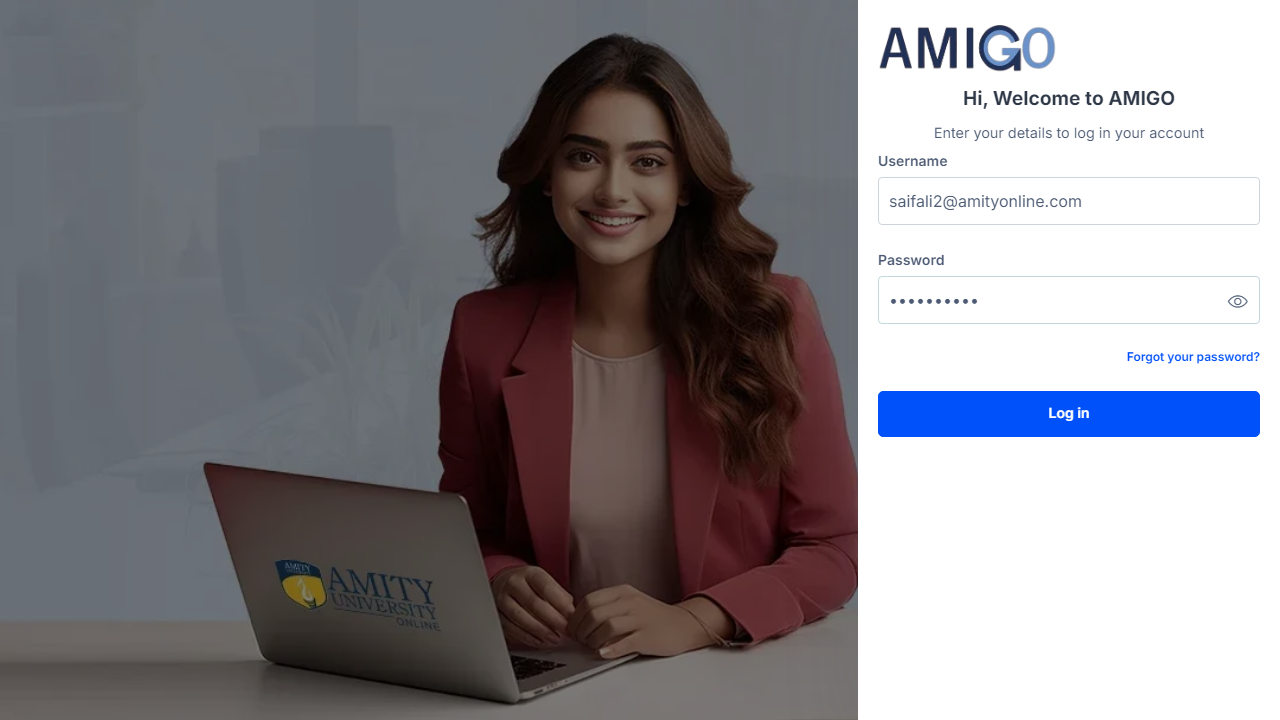 AMIGO
Hi, Welcome to AMIGO
Enter your details to log in your account
Username
saifali2@amityonline.com
Password
••••••••••
Forgot your password?
Log in
AMITY
UNIVERSITY
AMITY
UNIVERSITY
ONLINE